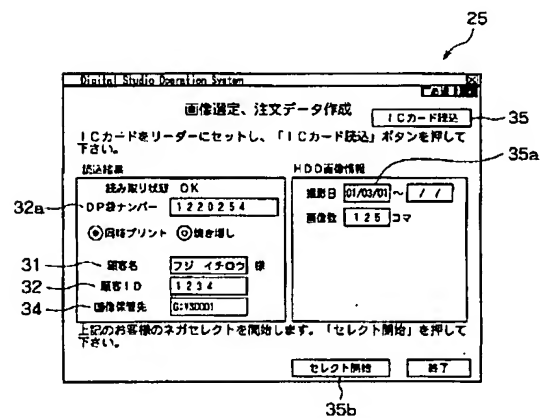 25
Digital Studio Operation System
画像選定、注文データ作成
ICカード読込
35
ICカードをリーダーにセットし、「ICカード読込」ボタンを押して
下さい。
35a
読込結果
HDD画像情報
読み取り状態 OK
撮影日 01/03/01 ～ / /
32a
DP袋ナンバー 1220254
画像数 125 コマ
同時プリント 焼き増し
31
顧客名 フジ イチロウ 様
32
顧客ID 1234
34
画像保管先
上記のお客様のネガセレクトを開始します。「セレクト開始」を押して
下さい。
セレクト開始
終了
35b